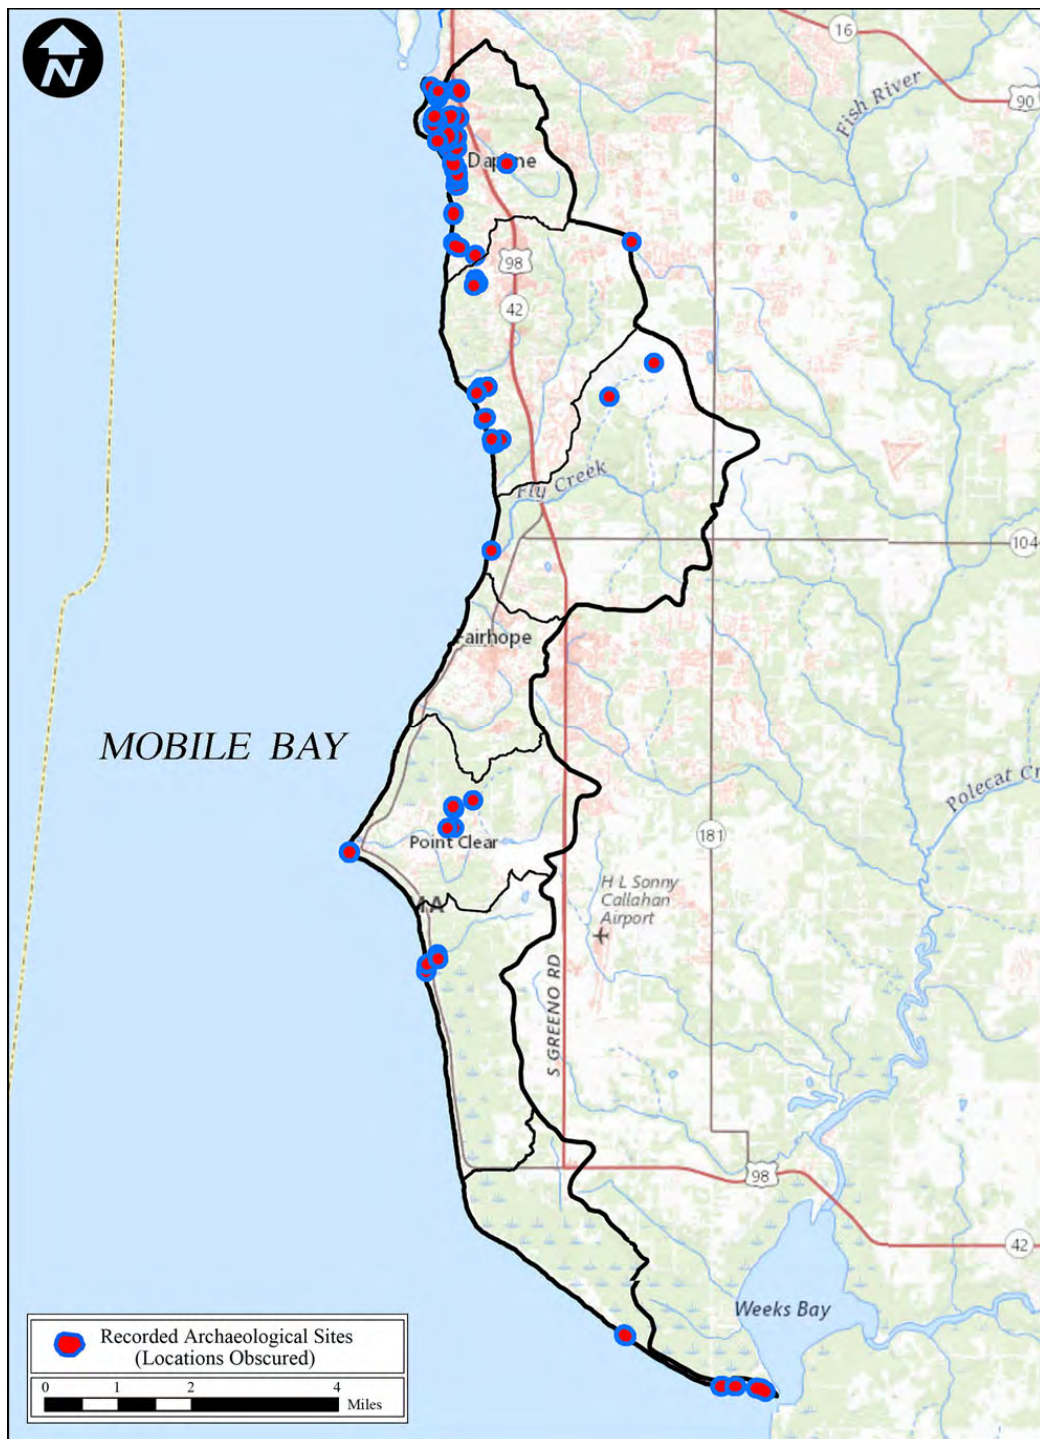 N
16
90
Fish River
Daphne
98
42
Fly Creek
104
Fairhope
MOBILE BAY
Polecat Cr
181
Point Clear
H L Sonny
Callahan
Airport
S GREENO RD
98
42
Weeks Bay
Recorded Archaeological Sites
(Locations Obscured)
0 1 2 4
Miles